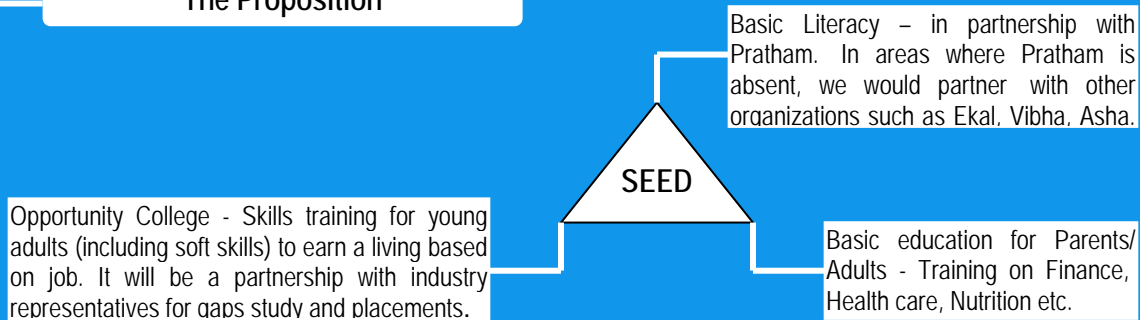 The Proposition
Basic Literacy – in partnership with
Pratham. In areas where Pratham is
absent, we would partner with other
organizations such as Ekal, Vibha, Asha.
SEED
Opportunity College - Skills training for young
adults (including soft skills) to earn a living based
on job. It will be a partnership with industry
representatives for gaps study and placements.
Basic education for Parents/
Adults - Training on Finance,
Health care, Nutrition etc.